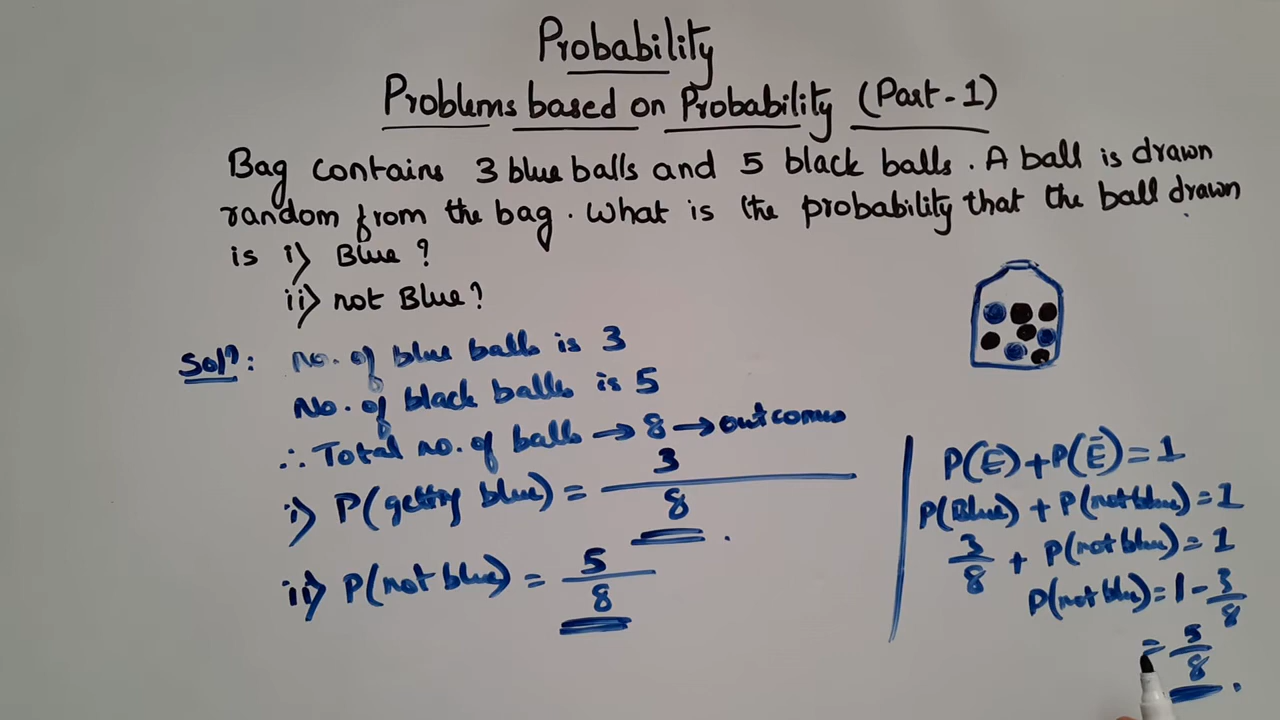 Probability
Problems based on Probability (Part-1)
Bag contains 3 blue balls and 5 black balls. A ball is drawn
random from the bag. What is the probability that the ball drawn
is i) Blue?
ii) not Blue?
Soln: No. of blue balls is 3
No. of black balls is 5
∴ Total no. of balls → 8 → outcomes
i) P(getting blue) = 3/8.
ii) P(not blue) = 5/8
P(E) + P(Ē) = 1
P(Blue) + P(not blue) = 1
3/8 + P(not blue) = 1
P(not blue) = 1 - 3/8
= 5/8.